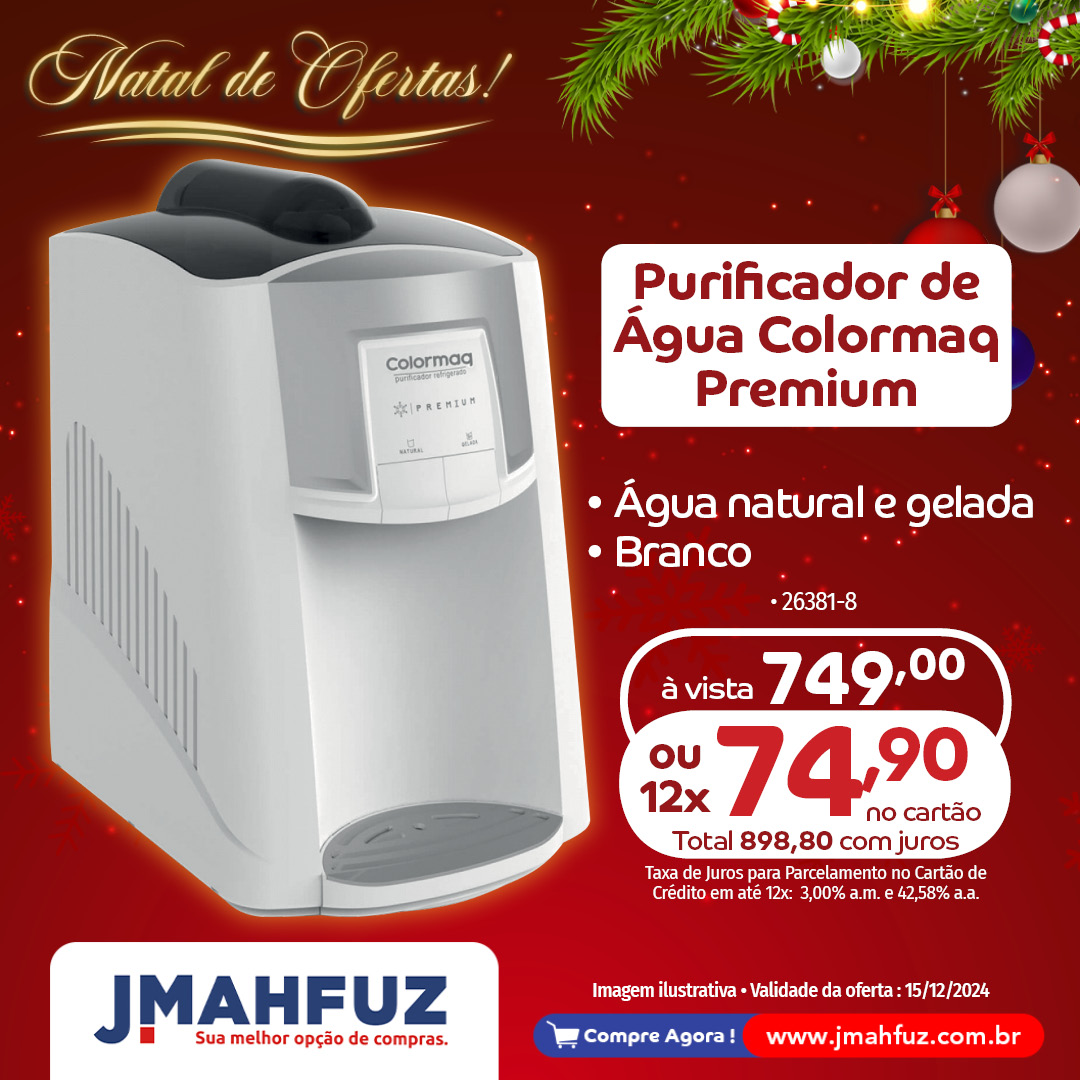 Natal de Ofertas!
Colormaq
purificador refrigerado
PREMIUM
NATURAL
GELADA
Purificador de
Água Colormaq
Premium
• Água natural e gelada
• Branco
• 26381-8
à vista 749,00
ou 12x 74,90
no cartão
Total 898,80 com juros
Taxa de Juros para Parcelamento no Cartão de
Crédito em até 12x: 3,00% a.m. e 42,58% a.a.
JMAHFUZ
Sua melhor opção de compras.
Imagem ilustrativa • Validade da oferta : 15/12/2024
Compre Agora !
www.jmahfuz.com.br